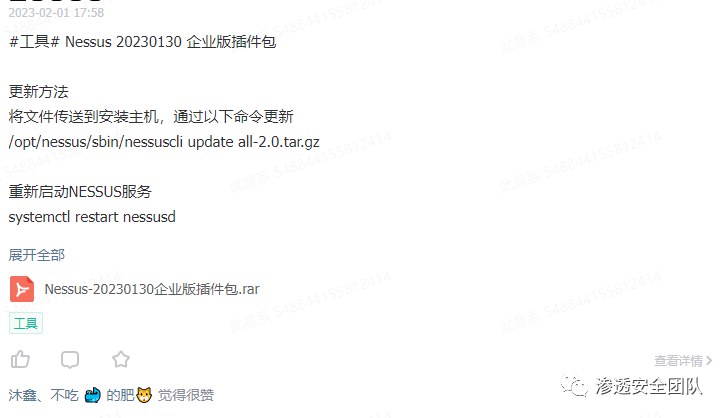 2023-02-01 17:58
#工具# Nessus 20230130 企业版插件包
更新方法
将文件传送到安装主机，通过以下命令更新
/opt/nessus/sbin/nessuscli update all-2.0.tar.gz
重新启动NESSUS服务
systemctl restart nessusd
展开全部
Nessus-20230130企业版插件包.rar
工具
查看详情
渗透安全团队
沐鑫、不吃 的肥 觉得很赞